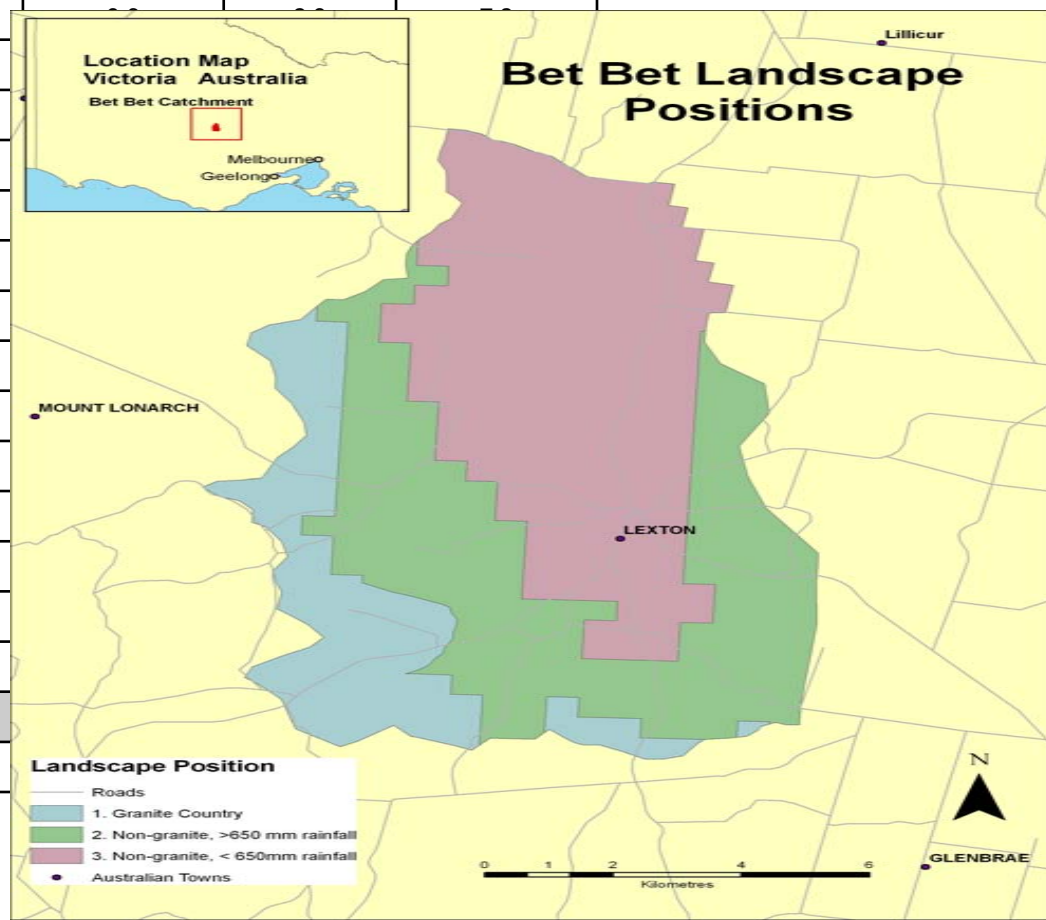 Location Map
Victoria Australia
Bet Bet Catchment
Melbourne
Geelong
Bet Bet Landscape
Positions
Lillicur
MOUNT LONARCH
LEXTON
Landscape Position
Roads
1. Granite Country
2. Non-granite, >650 mm rainfall
3. Non-granite, < 650mm rainfall
Australian Towns
N
GLENBRAE
0 1 2 4 6
Kilometres